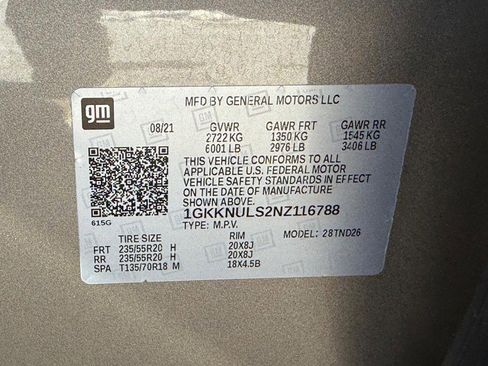 gm
MFD BY GENERAL MOTORS LLC
08/21 GVWR GAWR FRT GAWR RR
2722 KG 1350 KG 1545 KG
6001 LB 2976 LB 3406 LB
THIS VEHICLE CONFORMS TO ALL
APPLICABLE U.S. FEDERAL MOTOR
VEHICLE SAFETY STANDARDS IN EFFECT
ON THE DATE OF MANUFACTURE
SHOWN ABOVE.
615G 1GKKNULS2NZ116788
TYPE: M.P.V.
TIRE SIZE RIM 28TND26
FRT 235/55R20 H 20X8J
RR 235/55R20 H 20X8J
SPA T135/70R18 M 18X4.5B